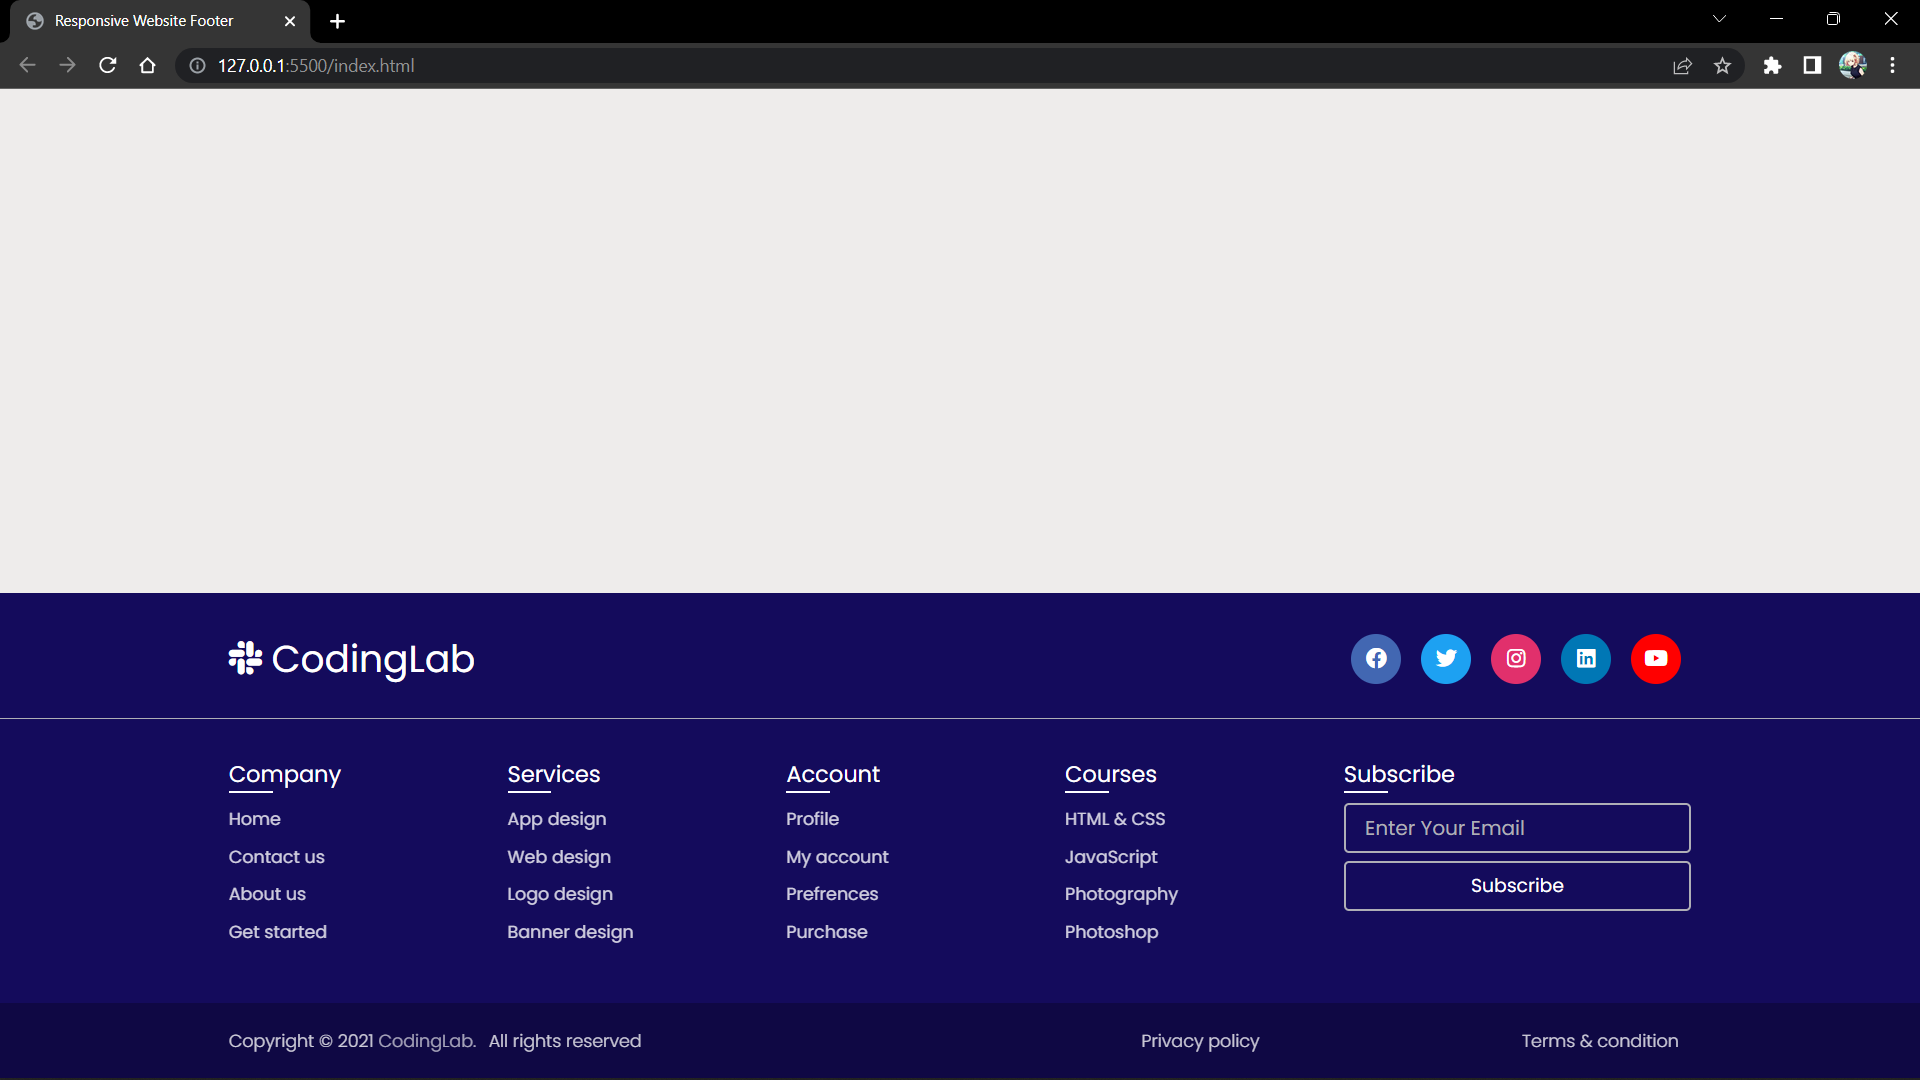 Responsive Website Footer
127.0.0.1:5500/index.html
CodingLab
Company
Home
Contact us
About us
Get started
Services
App design
Web design
Logo design
Banner design
Account
Profile
My account
Prefrences
Purchase
Courses
HTML & CSS
JavaScript
Photography
Photoshop
Subscribe
Enter Your Email
Subscribe
Copyright © 2021 CodingLab. All rights reserved
Privacy policy
Terms & condition